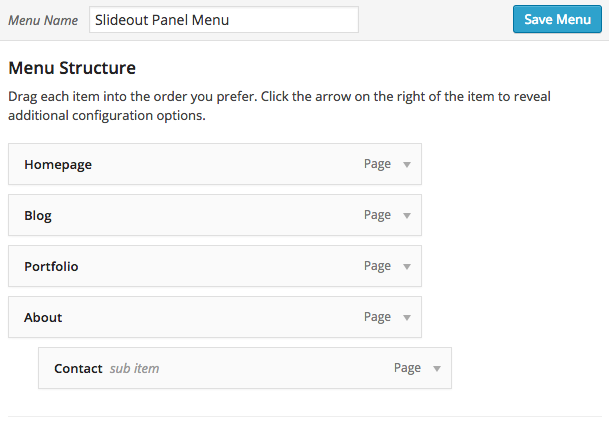 Menu Name Slideout Panel Menu Save Menu
Menu Structure
Drag each item into the order you prefer. Click the arrow on the right of the item to reveal
additional configuration options.
Homepage Page
Blog Page
Portfolio Page
About Page
Contact sub item Page